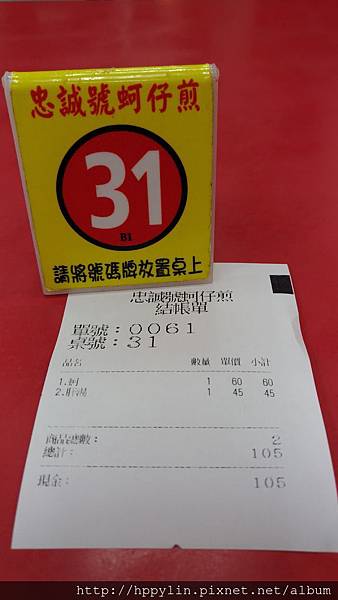 忠誠號蚵仔煎
31
B1
請將號碼牌放置桌上
忠誠號蚵仔煎
結帳單
單號：0061
桌號：31
品名 數量 單價 小計
1.蚵 1 60 60
2.肝湯 1 45 45
商品總數： 2
總計： 105
現金： 105
http://hppylin.pixnet.net/album